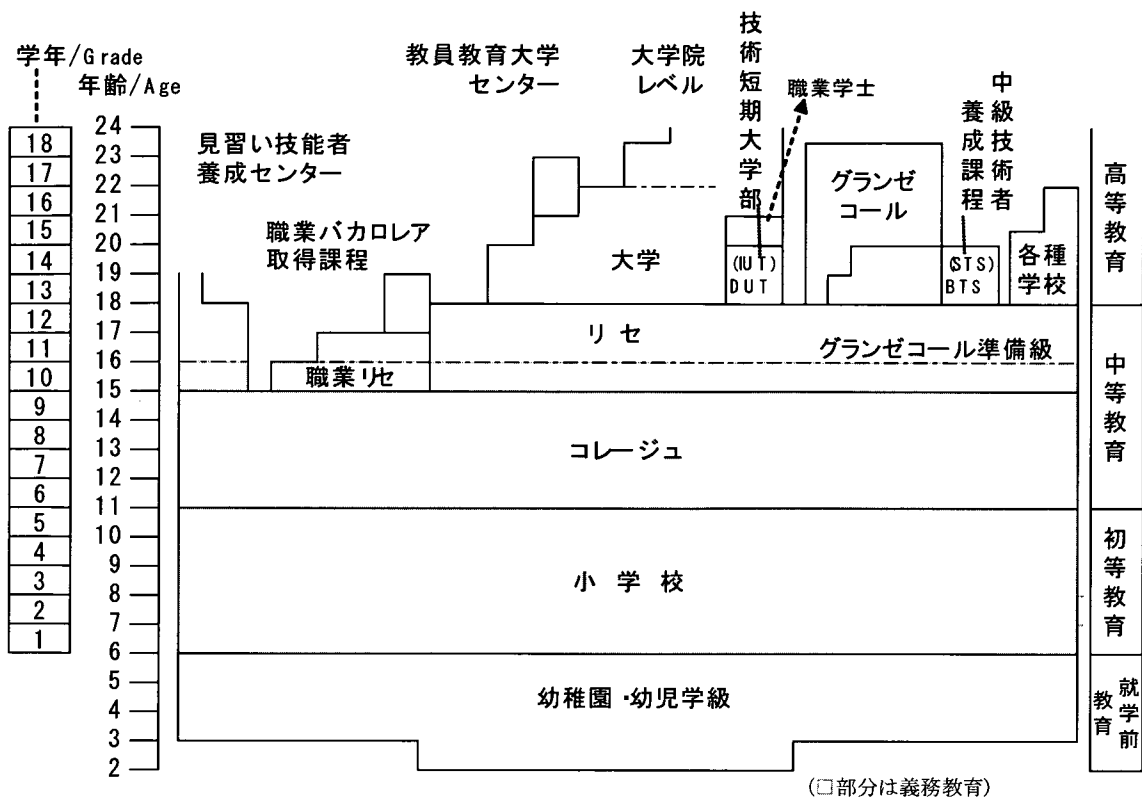 学年/Grade
年齢/Age
教員教育大学
センター
大学院
レベル
技術短期大学部
職業学士
中級技術者
養成課程
見習い技能者
養成センター
職業バカロレア
取得課程
大学
(IUT)
DUT
グランゼ
コール
(STS)
BTS
各種
学校
リセ
グランゼコール準備級
職業リセ
コレージュ
小学校
幼稚園・幼児学級
高等教育
中等教育
初等教育
就学前
教育
18
17
16
15
14
13
12
11
10
9
8
7
6
5
4
3
2
1
24
23
22
21
20
19
18
17
16
15
14
13
12
11
10
9
8
7
6
5
4
3
2
(□部分は義務教育)